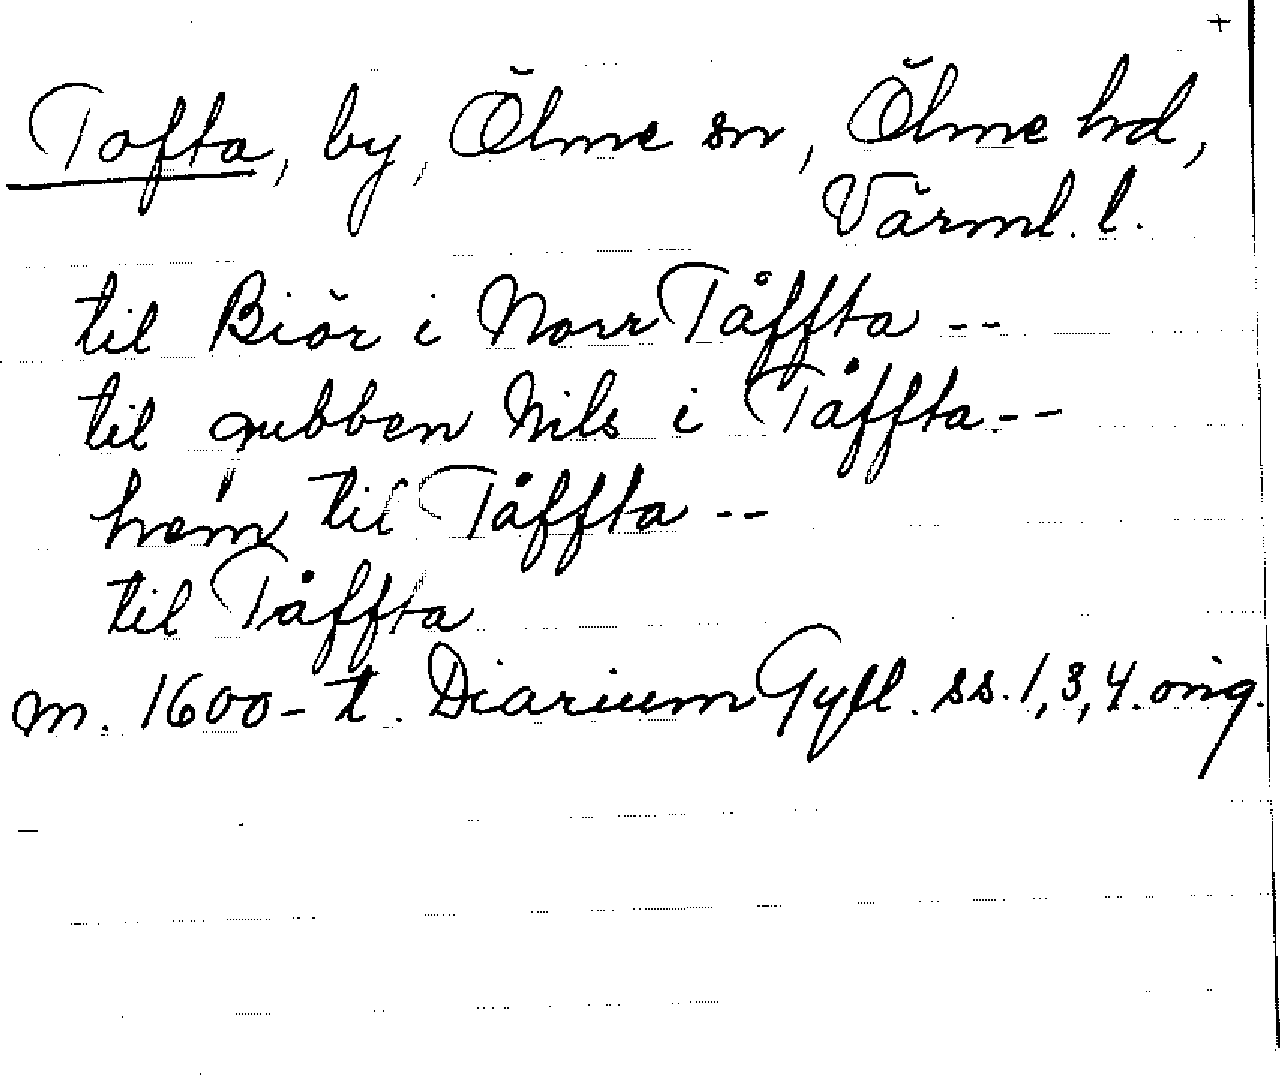 +
Tofta, by, Ölme sn, Ölme hd,
Värml. l.
til Biör i Norr Tåffta --
til gubben Nils i Tåffta --
hem til Tåffta --
til Tåffta
m. 1600-t. Diarium Gyll. ss. 1, 3, 4. orig.